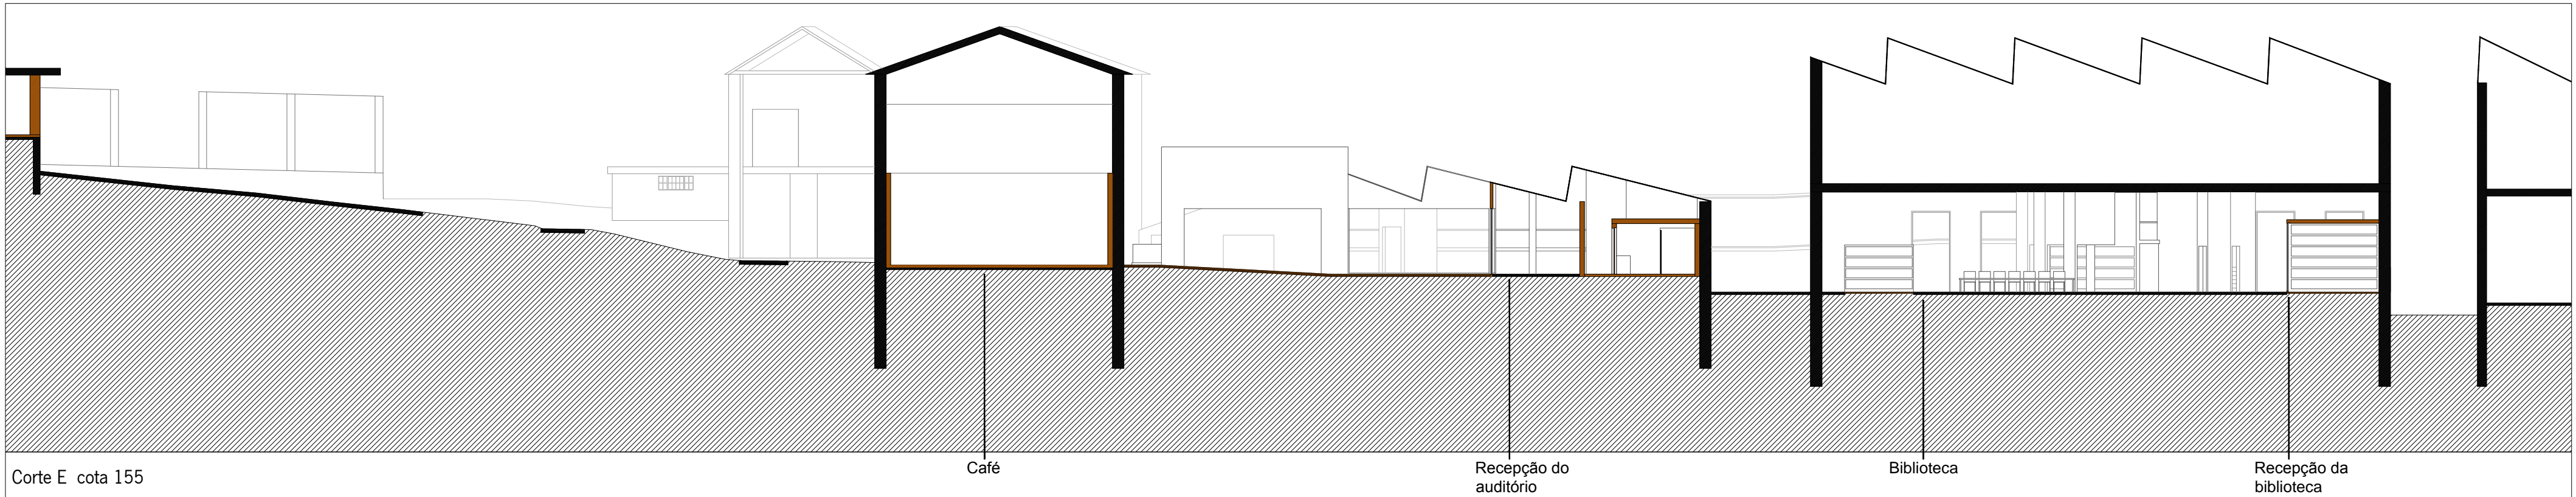 Corte E cota 155
Café
Recepção do
auditório
Biblioteca
Recepção da
biblioteca